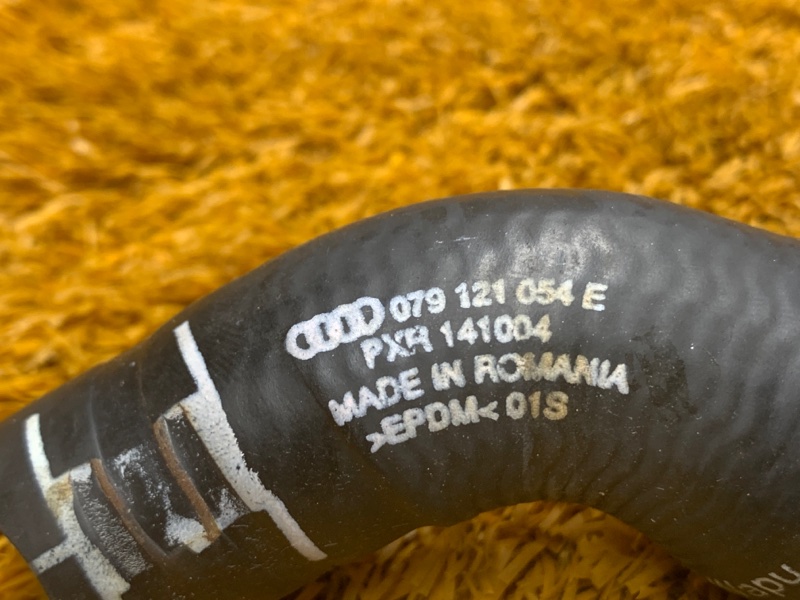 079 121 054 E
PXR 141004
MADE IN ROMANIA
>EPDM< 01S